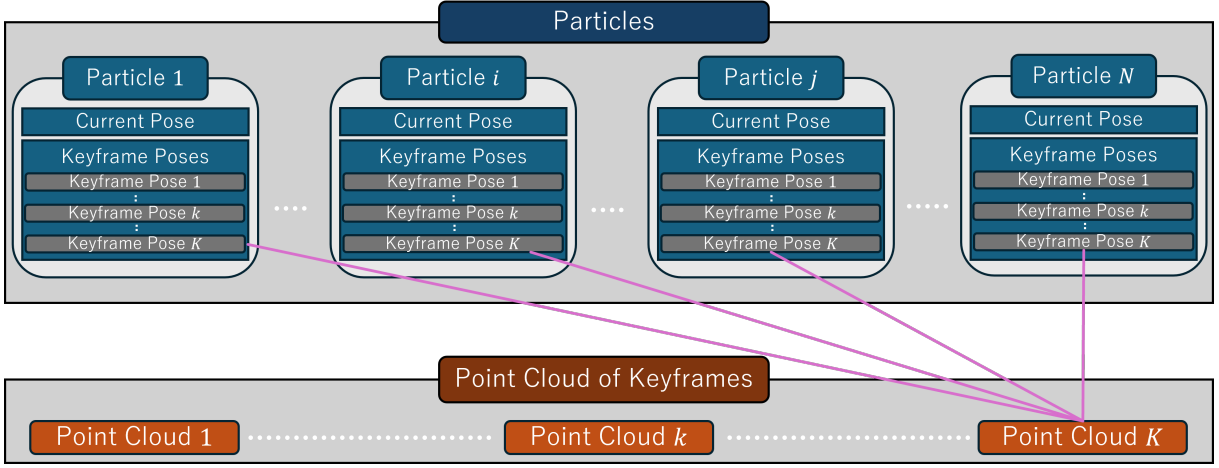 Particles
Particle 1
Current Pose
Keyframe Poses
Keyframe Pose 1
⋮
Keyframe Pose k
⋮
Keyframe Pose K
....
Particle i
Current Pose
Keyframe Poses
Keyframe Pose 1
⋮
Keyframe Pose k
⋮
Keyframe Pose K
....
Particle j
Current Pose
Keyframe Poses
Keyframe Pose 1
⋮
Keyframe Pose k
⋮
Keyframe Pose K
.....
Particle N
Current Pose
Keyframe Poses
Keyframe Pose 1
⋮
Keyframe Pose k
⋮
Keyframe Pose K
Point Cloud of Keyframes
Point Cloud 1
Point Cloud k
Point Cloud K